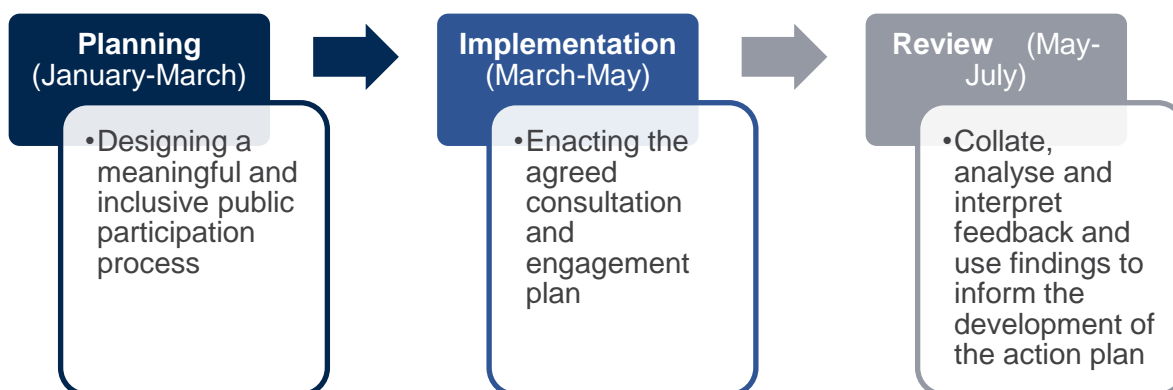 Planning
(January-March)
•Designing a
meaningful and
inclusive public
participation
process
Implementation
(March-May)
•Enacting the
agreed
consultation
and
engagement
plan
Review (May-
July)
•Collate,
analyse and
interpret
feedback and
use findings to
inform the
development of
the action plan